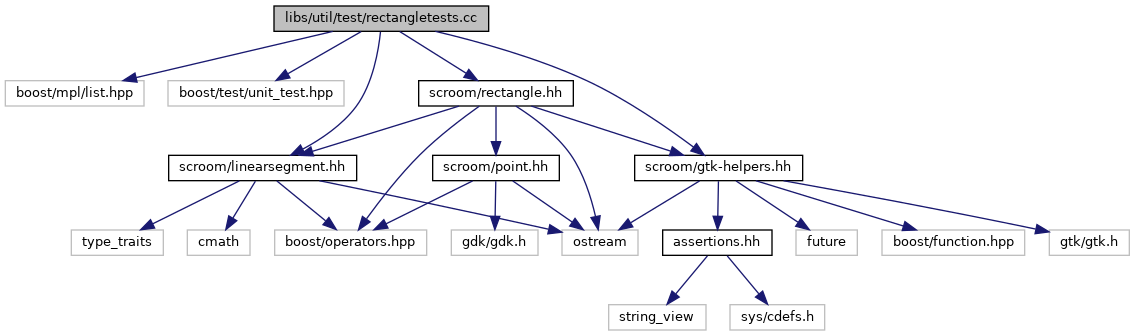 libs/util/test/rectangletests.cc
boost/mpl/list.hpp
boost/test/unit_test.hpp
scroom/rectangle.hh
scroom/linearsegment.hh
scroom/point.hh
scroom/gtk-helpers.hh
type_traits
cmath
boost/operators.hpp
gdk/gdk.h
ostream
assertions.hh
future
boost/function.hpp
gtk/gtk.h
string_view
sys/cdefs.h